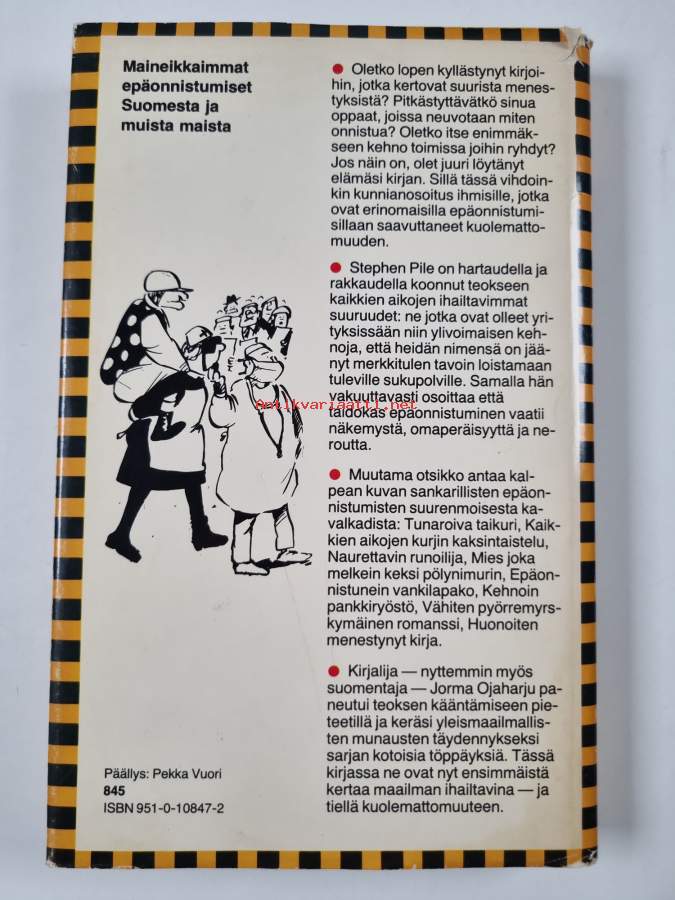 Maineikkaimmat
epäonnistumiset
Suomesta ja
muista maista
● Oletko lopen kyllästynyt kirjoi-
hin, jotka kertovat suurista menes-
tyksistä? Pitkästyttävätkö sinua
oppaat, joissa neuvotaan miten
onnistua? Oletko itse enimmäk-
seen kehno toimissa joihin ryhdyt?
Jos näin on, olet juuri löytänyt
elämäsi kirjan. Sillä tässä vihdoin-
kin kunnianosoitus ihmisille, jotka
ovat erinomaisilla epäonnistumi-
sillaan saavuttaneet kuolematto-
muuden.
● Stephen Pile on hartaudella ja
rakkaudella koonnut teokseen
kaikkien aikojen ihailtavimmat
suuruudet: ne jotka ovat olleet yri-
tyksissään niin ylivoimaisen keh-
noja, että heidän nimensä on jää-
nyt merkkitulen tavoin loistamaan
tuleville sukupolville. Samalla hän
vakuuttavasti osoittaa että
taidokas epäonnistuminen vaatii
näkemystä, omaperäisyyttä ja ne-
routta.
Antikvariaatti.net
● Muutama otsikko antaa kal-
pean kuvan sankarillisten epäon-
nistumisten suurenmoisesta ka-
valkadista: Tunaroiva taikuri, Kaik-
kien aikojen kurjin kaksintaistelu,
Naurettavin runoilija, Mies joka
melkein keksi pölynimurin, Epäon-
nistunein vankilapako, Kehnoin
pankkiryöstö, Vähiten pyörremyrs-
kymäinen romanssi, Huonoiten
menestynyt kirja.
● Kirjalija — nyttemmin myös
suomentaja — Jorma Ojaharju pa-
neutui teoksen kääntämiseen pie-
teetillä ja keräsi yleismaailmallis-
ten munausten täydennykseksi
sarjan kotoisia töppäyksiä. Tässä
kirjassa ne ovat nyt ensimmäistä
kertaa maailman ihailtavina — ja
tiellä kuolemattomuuteen.
Päällys: Pekka Vuori
845
ISBN 951-0-10847-2